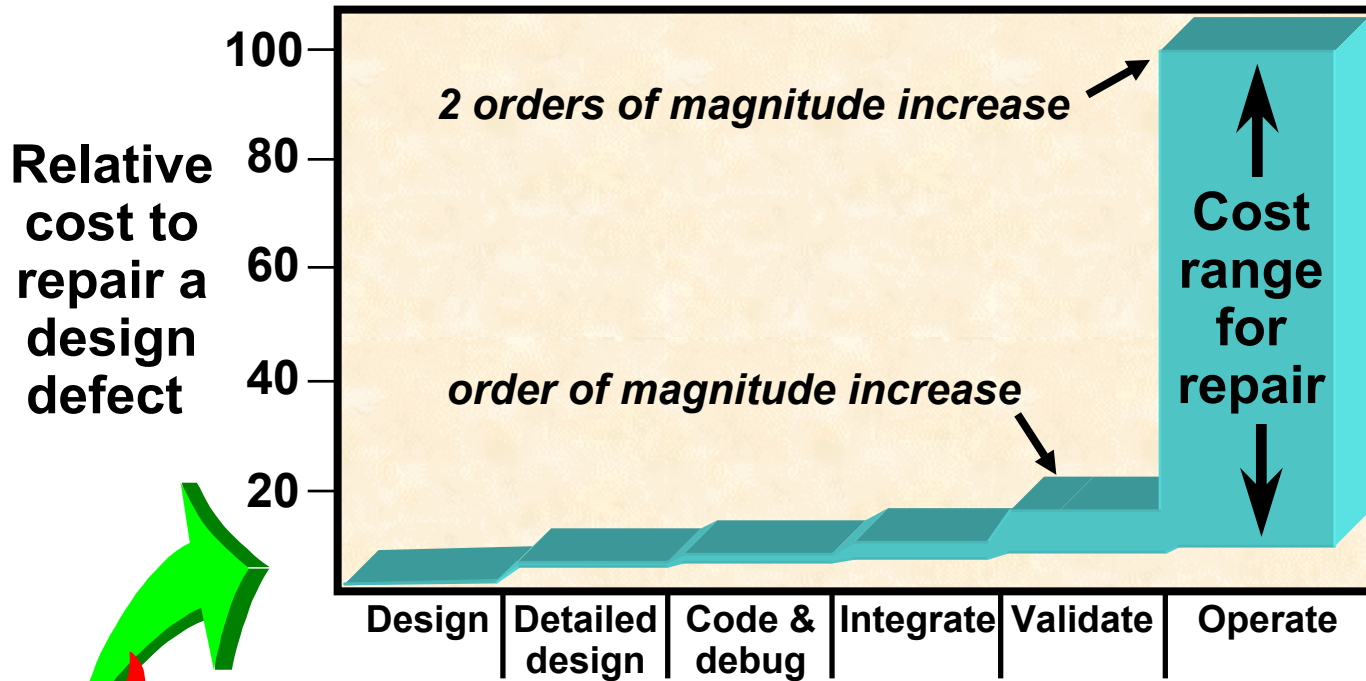 Relative
cost to
repair a
design
defect
100
80
60
40
20
2 orders of magnitude increase
order of magnitude increase
Cost
range
for
repair
Design
Detailed
design
Code &
debug
Integrate
Validate
Operate